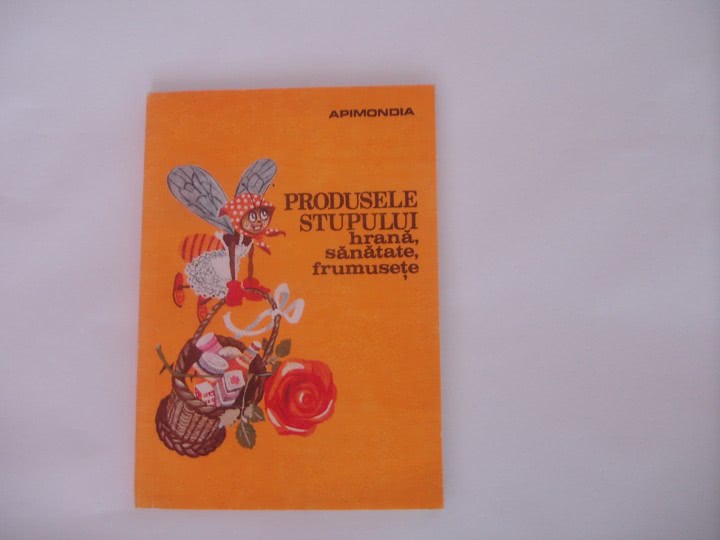 APIMONDIA
PRODUSELE
STUPULUI
hrană,
sănătate,
frumusețe